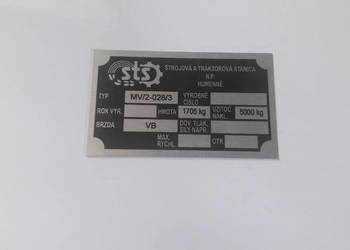 sts
STROJOVÁ A TRAKTOROVÁ STANICA
N.P.
HUMENNÉ
TYP MV/2-028/3 VÝROBNÉ ČÍSLO
ROK VÝR. HMOTA 1705 kg UŽITOČ. NÁKL. 5000 kg
BRZDA VB DOV. TLAK. SILY NÁPR.
MAX. RÝCHL. OTK